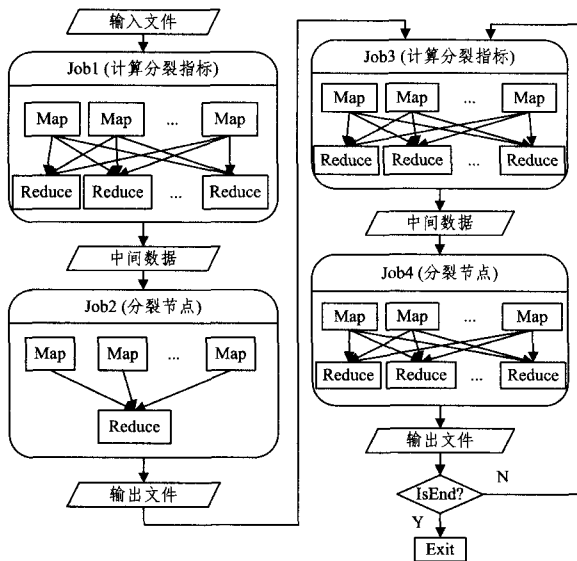 输入文件
Job1 (计算分裂指标)
Map Map ... Map
Reduce Reduce ... Reduce
中间数据
Job2 (分裂节点)
Map Map ... Map
Reduce
输出文件
Job3 (计算分裂指标)
Map Map ... Map
Reduce Reduce ... Reduce
中间数据
Job4 (分裂节点)
Map Map ... Map
Reduce Reduce ... Reduce
输出文件
IsEnd?
N
Y
Exit